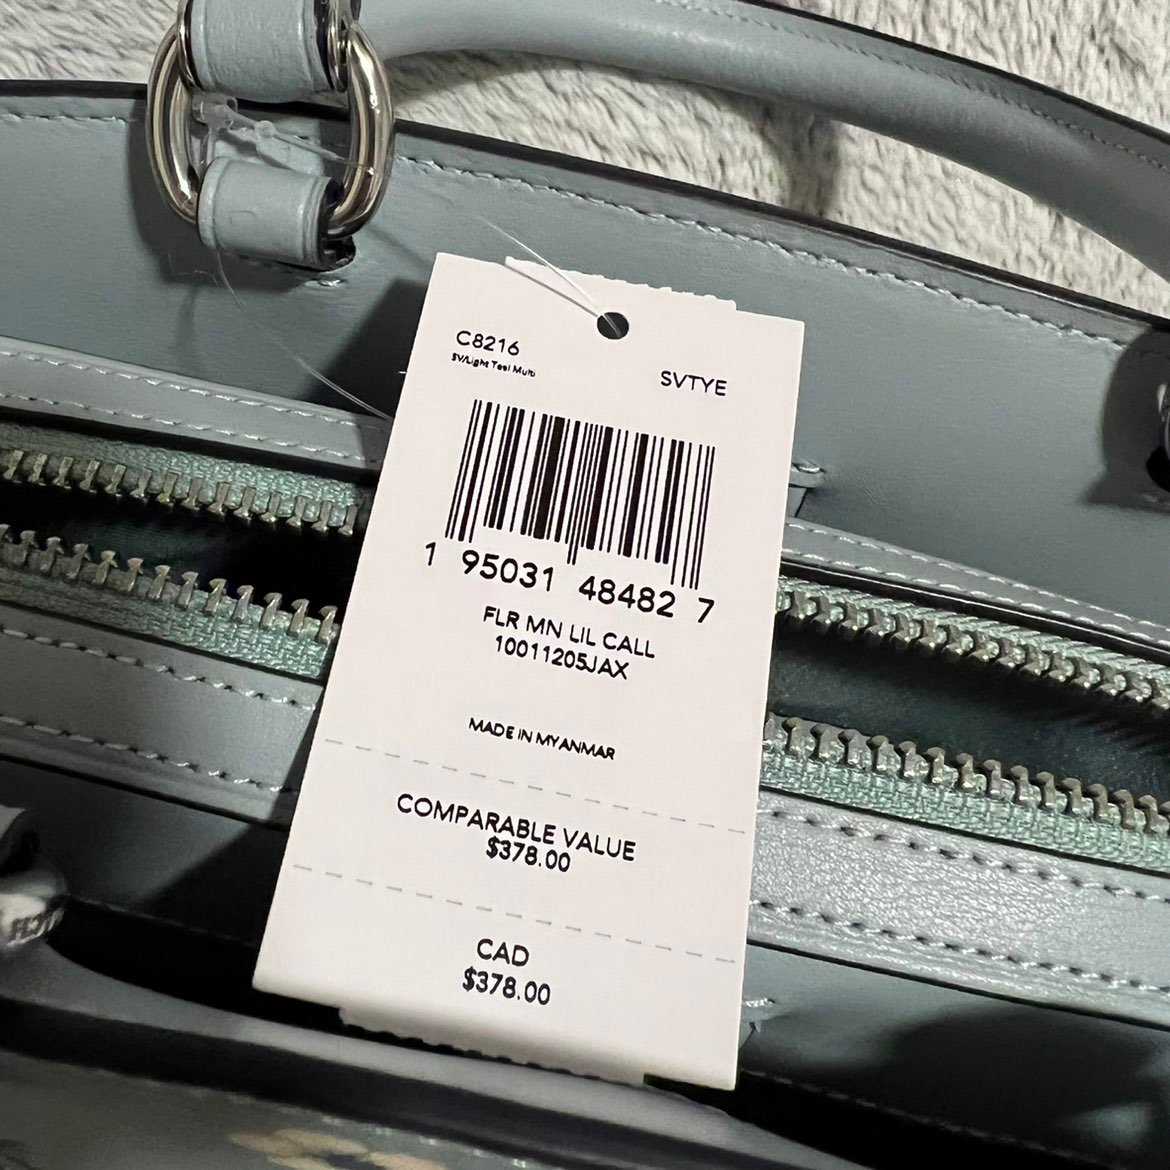 C8216
SV/Light Teal Multi
SVTYE
1 95031 48482 7
FLR MN LIL CALL
10011205JAX
MADE IN MYANMAR
COMPARABLE VALUE
$378.00
CAD
$378.00